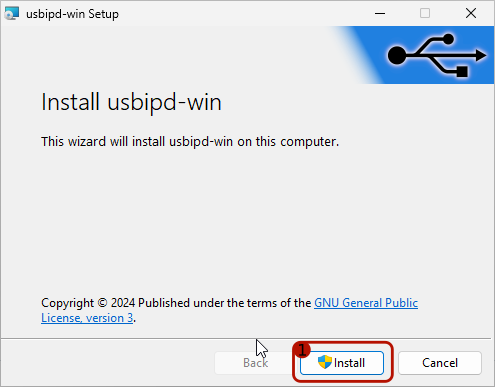 usbipd-win Setup
Install usbipd-win
This wizard will install usbipd-win on this computer.
Copyright © 2024 Published under the terms of the GNU General Public
License, version 3.
1
Back
Install
Cancel